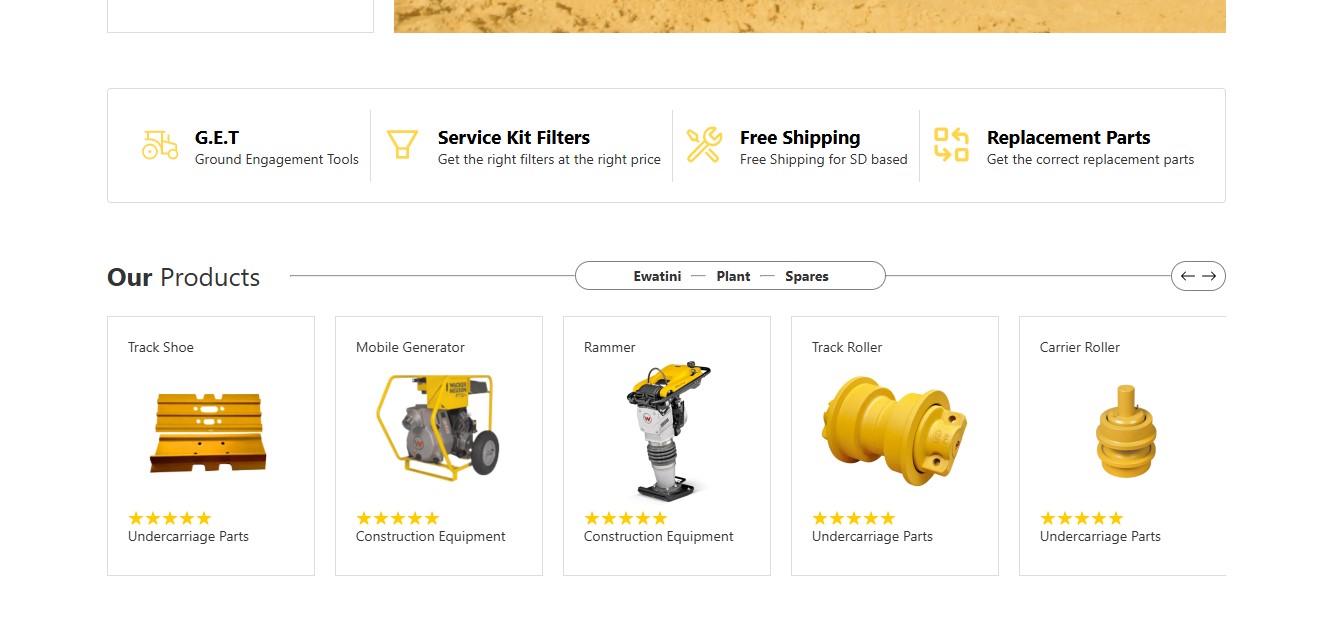 G.E.T
Ground Engagement Tools
Service Kit Filters
Get the right filters at the right price
Free Shipping
Free Shipping for SD based
Replacement Parts
Get the correct replacement parts
Our Products
Ewatini — Plant — Spares
Track Shoe
Undercarriage Parts
Mobile Generator
WACKER
NEUSON
Construction Equipment
Rammer
Construction Equipment
Track Roller
Undercarriage Parts
Carrier Roller
Undercarriage Parts